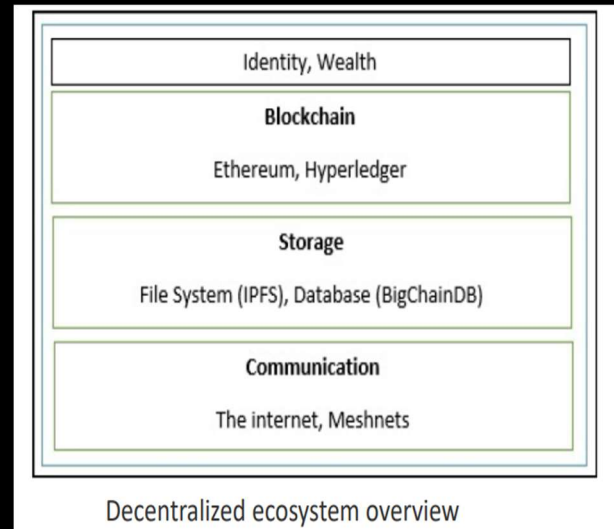 Identity, Wealth
Blockchain
Ethereum, Hyperledger
Storage
File System (IPFS), Database (BigChainDB)
Communication
The internet, Meshnets
Decentralized ecosystem overview